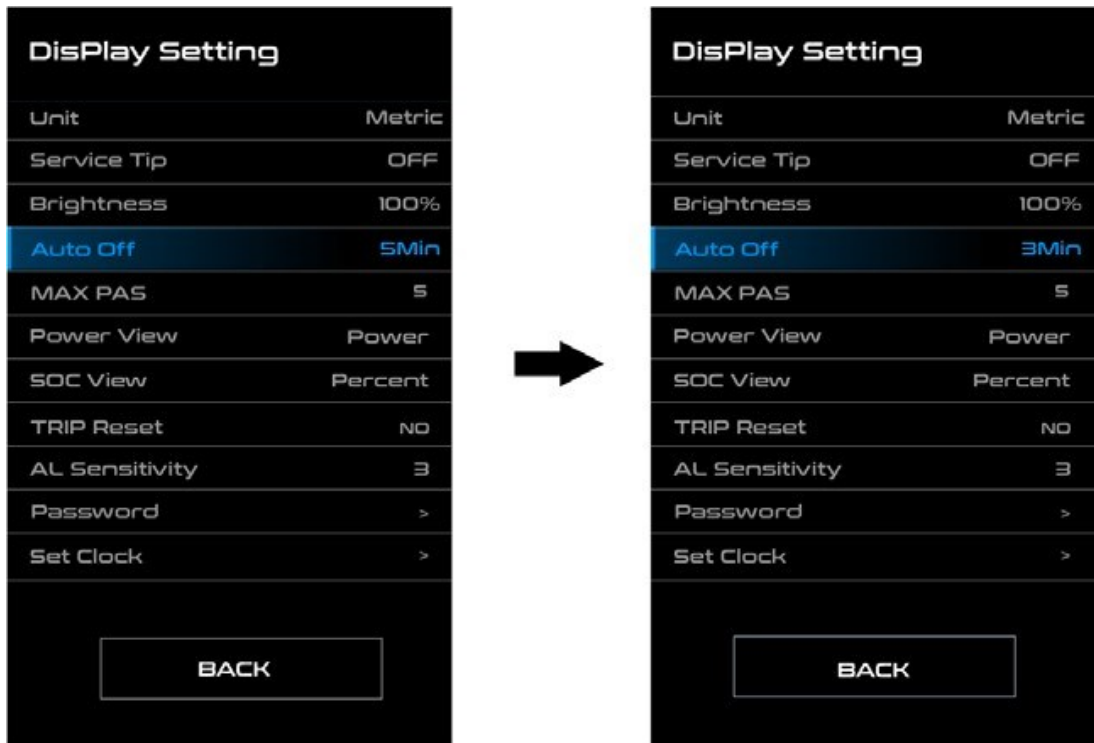 DisPlay Setting
Unit Metric
Service Tip OFF
Brightness 100%
Auto Off 5Min
MAX PAS 5
Power View Power
SOC View Percent
TRIP Reset NO
AL Sensitivity 3
Password >
Set Clock >
BACK
DisPlay Setting
Unit Metric
Service Tip OFF
Brightness 100%
Auto Off 3Min
MAX PAS 5
Power View Power
SOC View Percent
TRIP Reset NO
AL Sensitivity 3
Password >
Set Clock >
BACK